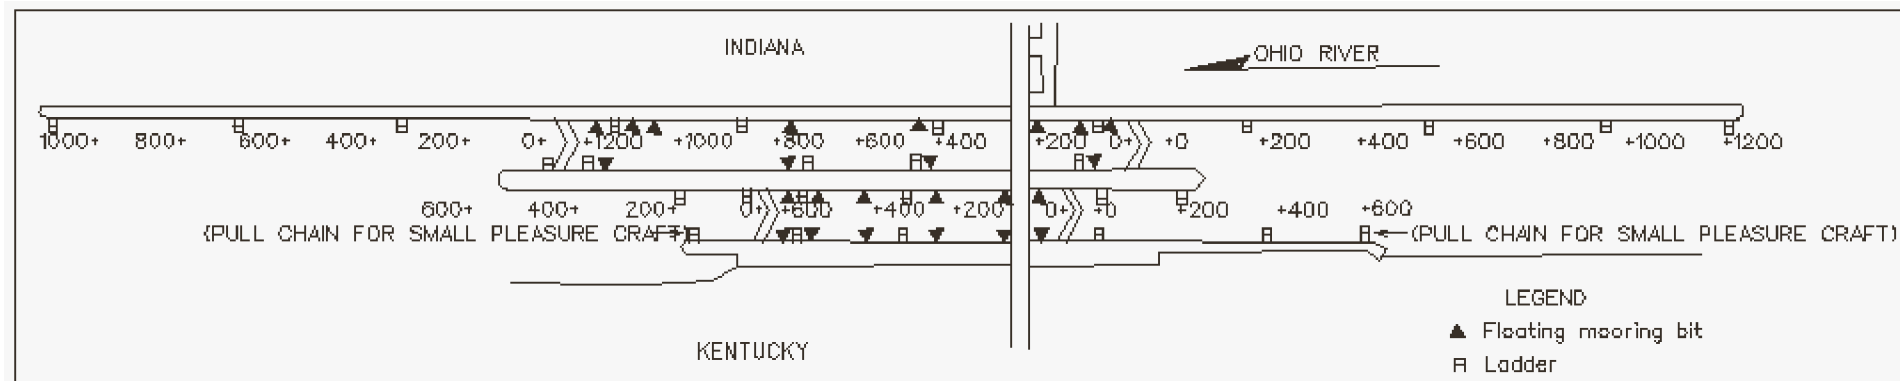 INDIANA
OHIO RIVER
1000+ 800+ 600+ 400+ 200+ 0+ +1200 +1000 +800 +600 +400 +200 0+ +0 +200 +400 +600 +800 +1000 +1200
600+ 400+ 200+ 0+ +600 +400 +200 0+ +0 +200 +400 +600
(PULL CHAIN FOR SMALL PLEASURE CRAFT) (PULL CHAIN FOR SMALL PLEASURE CRAFT)
LEGEND
Floating mooring bit
KENTUCKY
Ladder